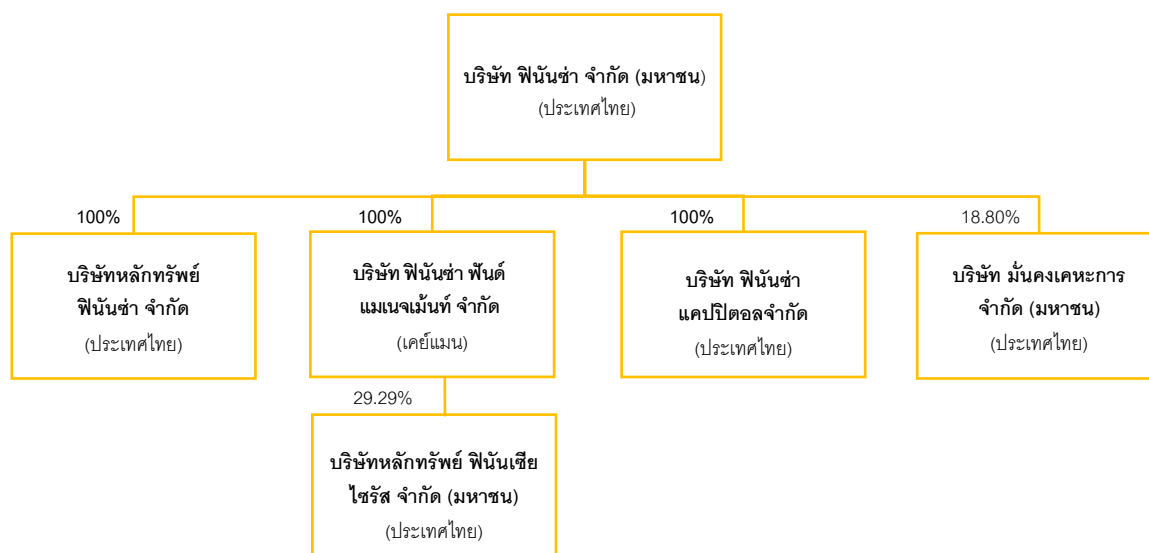 บริษัท ฟินันซ่า จำกัด (มหาชน)
(ประเทศไทย)
100%
100%
100%
18.80%
บริษัทหลักทรัพย์
ฟินันซ่า จำกัด
(ประเทศไทย)
บริษัท ฟินันซ่า ฟันด์
แมเนจเม้นท์ จำกัด
(เคย์แมน)
บริษัท ฟินันซ่า
แคปปิตอลจำกัด
(ประเทศไทย)
บริษัท มั่นคงเคหะการ
จำกัด (มหาชน)
(ประเทศไทย)
29.29%
บริษัทหลักทรัพย์ ฟินันเซีย
ไซรัส จำกัด (มหาชน)
(ประเทศไทย)